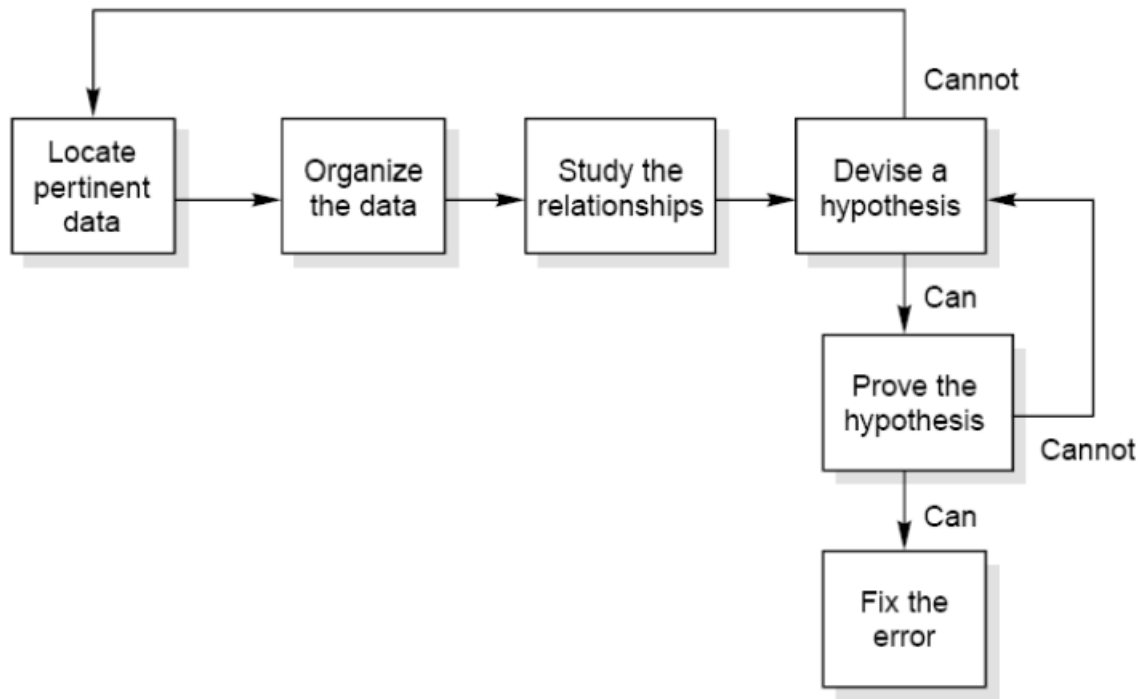 Cannot
Locate
pertinent
data
Organize
the data
Study the
relationships
Devise a
hypothesis
Can
Prove the
hypothesis
Cannot
Can
Fix the
error